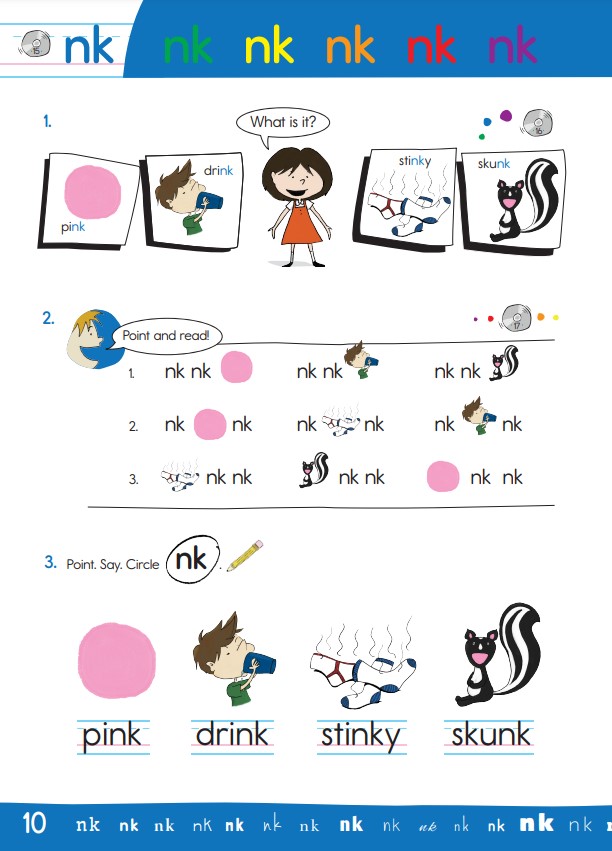 15 nk nk nk nk nk nk
1. What is it? 16
pink drink stinky skunk
2. Point and read! 17
1. nk nk nk nk nk nk
2. nk nk nk nk nk nk
3. nk nk nk nk nk nk
3. Point. Say. Circle nk.
pink drink stinky skunk
10 nk nk nk nk nk nk nk nk nk nk nk nk nk nk